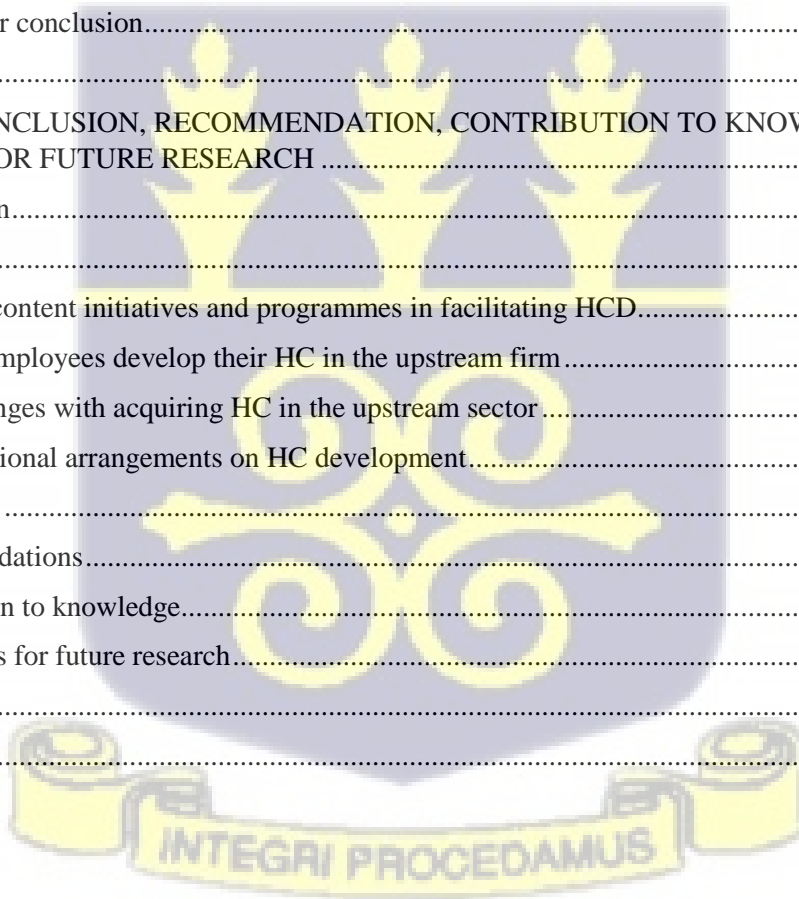 r conclusion................................................................................................
................................................................................................................
NCLUSION, RECOMMENDATION, CONTRIBUTION TO KNOW
OR FUTURE RESEARCH ................................................................
n................................................................................................................
................................................................................................................
content initiatives and programmes in facilitating HCD........................
mployees develop their HC in the upstream firm ...................................
nges with acquiring HC in the upstream sector ......................................
ional arrangements on HC development..................................................
................................................................................................................
dations......................................................................................................
n to knowledge.........................................................................................
s for future research..................................................................................
................................................................................................................
................................................................................................................
INTEGRI PROCEDAMUS